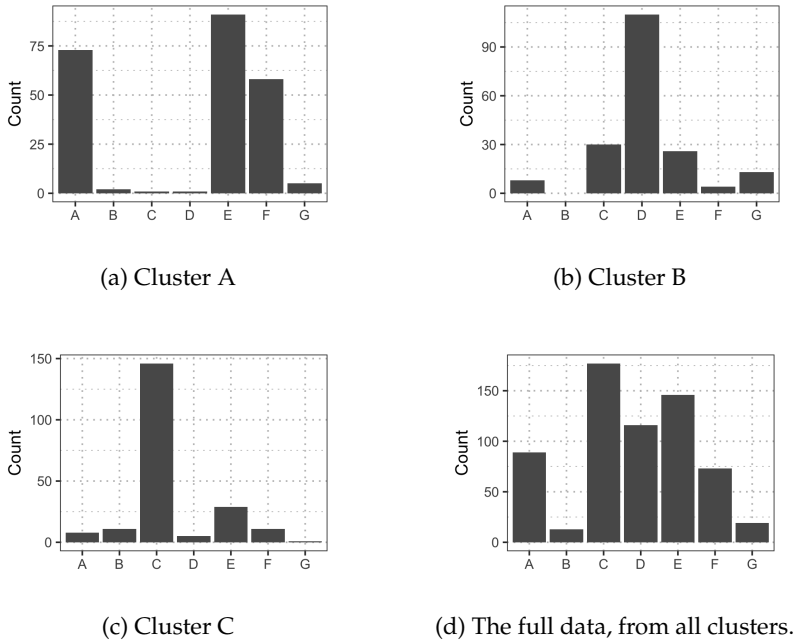 Count
75
50
25
0
A B C D E F G
(a) Cluster A
Count
90
60
30
0
A B C D E F G
(b) Cluster B
Count
150
100
50
0
A B C D E F G
(c) Cluster C
Count
150
100
50
0
A B C D E F G
(d) The full data, from all clusters.